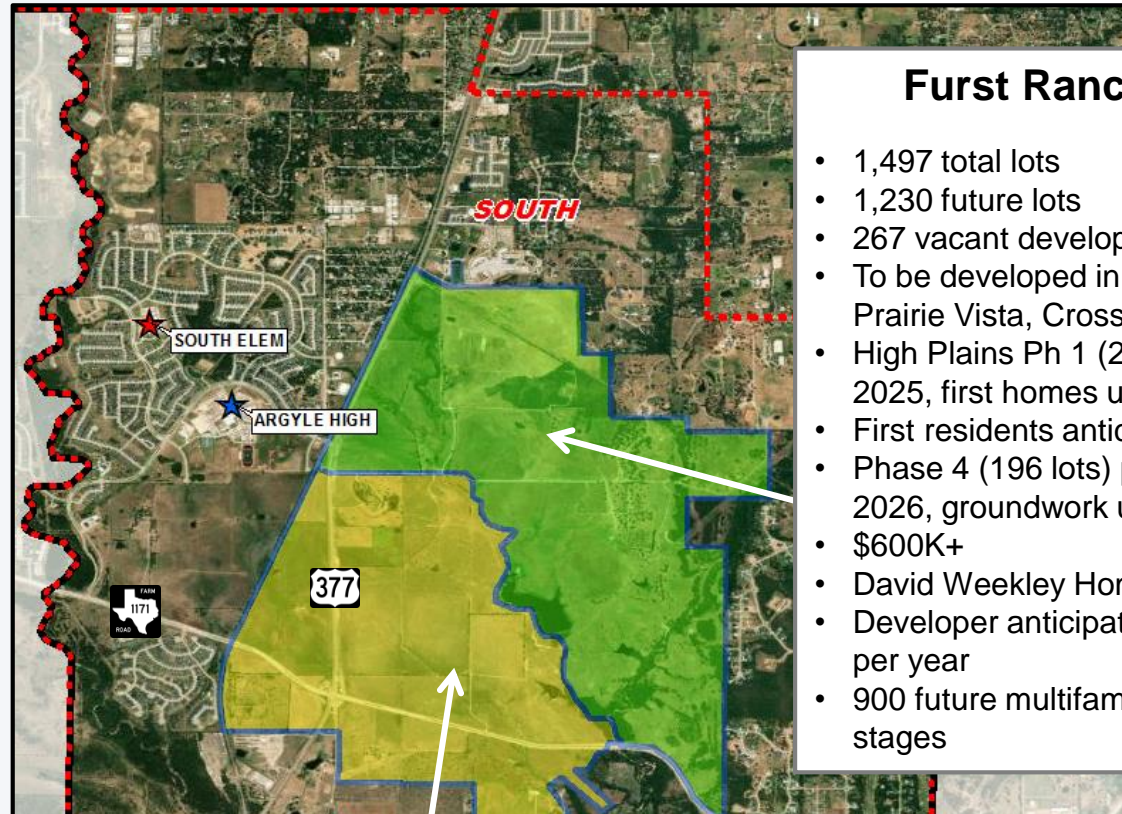 Furst Ranc
• 1,497 total lots
• 1,230 future lots
• 267 vacant develop
• To be developed in
Prairie Vista, Cross
• High Plains Ph 1 (2
2025, first homes u
• First residents antic
• Phase 4 (196 lots) p
2026, groundwork u
• $600K+
• David Weekley Hor
• Developer anticipat
per year
• 900 future multifam
stages
SOUTH
SOUTH ELEM
ARGYLE HIGH
377
FARM
1171
ROAD